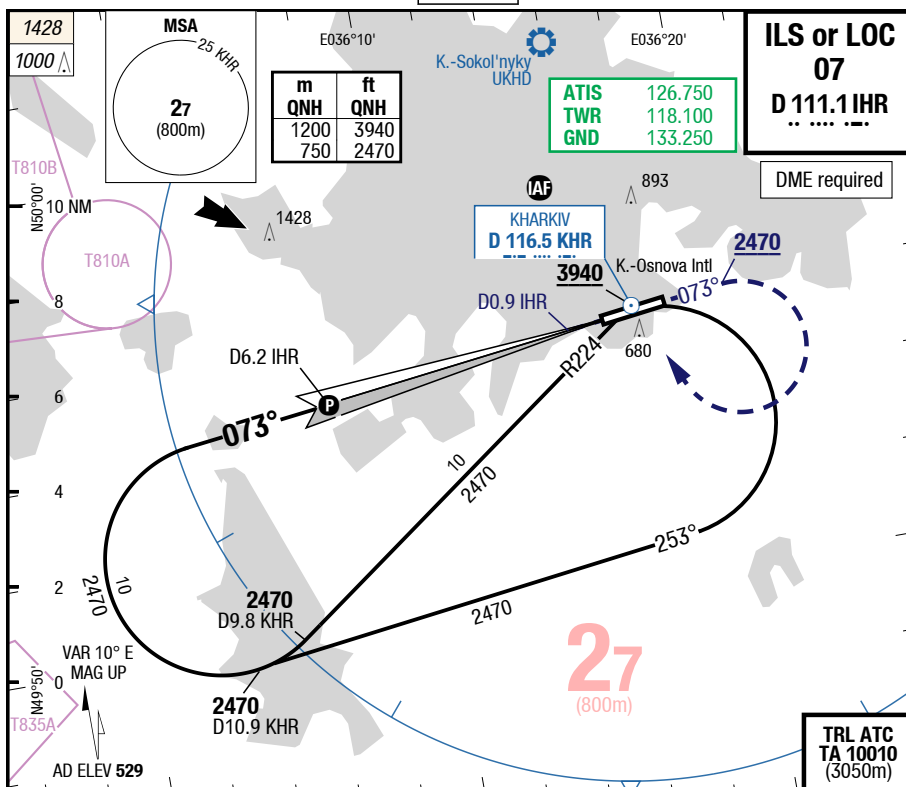 1428
1000
MSA
25 KHR
27
(800m)
m ft
QNH QNH
1200 3940
750 2470
E036°10'
E036°20'
K.-Sokol'nyky
UKHD
ATIS 126.750
TWR 118.100
GND 133.250
ILS or LOC
07
D 111.1 IHR
DME required
T810B
N50°00'
10 NM
T810A
1428
IAF
893
KHARKIV
D 116.5 KHR
3940
K.-Osnova Intl
2470
073°
D0.9 IHR
680
R224
8
D6.2 IHR
6
P
073°
10
2470
4
253°
2470
10
2470
2
2470
D9.8 KHR
27
(800m)
VAR 10° E
MAG UP
0
N49°50'
2470
D10.9 KHR
T835A
AD ELEV 529
TRL ATC
TA 10010
(3050m)